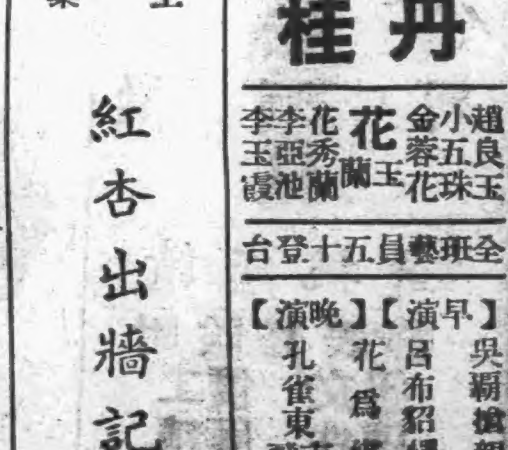 丹桂
趙良玉
小五珠
金蓉花
花玉蘭
花秀蘭
李亞池
李玉霞
全班藝員五十登台
【早演】
吳覇搶
呂布貂
【晚演】
花爲
孔雀東
紅杏出牆記